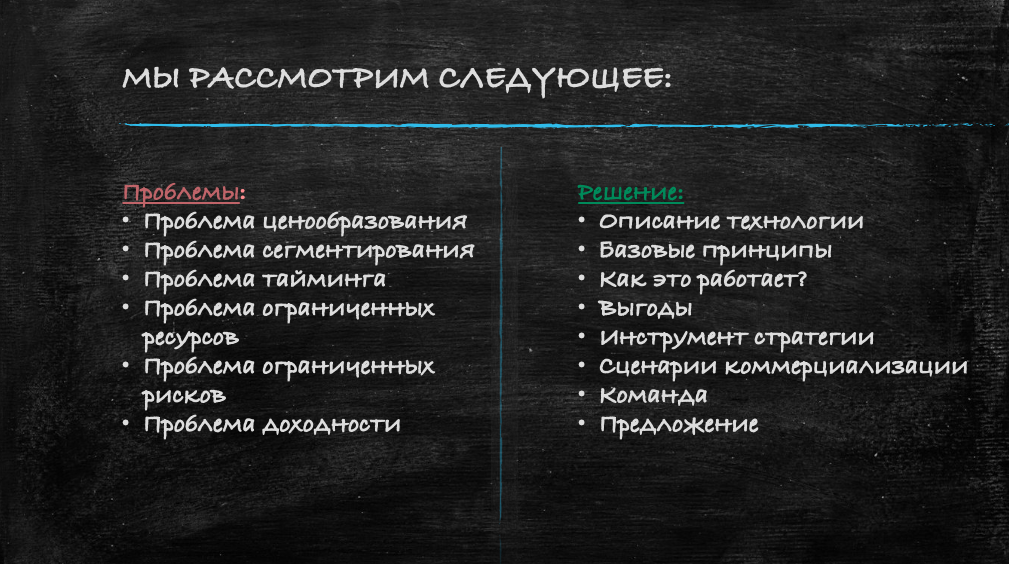 МЫ РАССМОТРИМ СЛЕДУЮЩЕЕ:
Проблемы:
• Проблема ценообразования
• Проблема сегментирования
• Проблема тайминга
• Проблема ограниченных
ресурсов
• Проблема ограниченных
рисков
• Проблема доходности
Решение:
• Описание технологии
• Базовые принципы
• Как это работает?
• Выгоды
• Инструмент стратегии
• Сценарии коммерциализации
• Команда
• Предложение